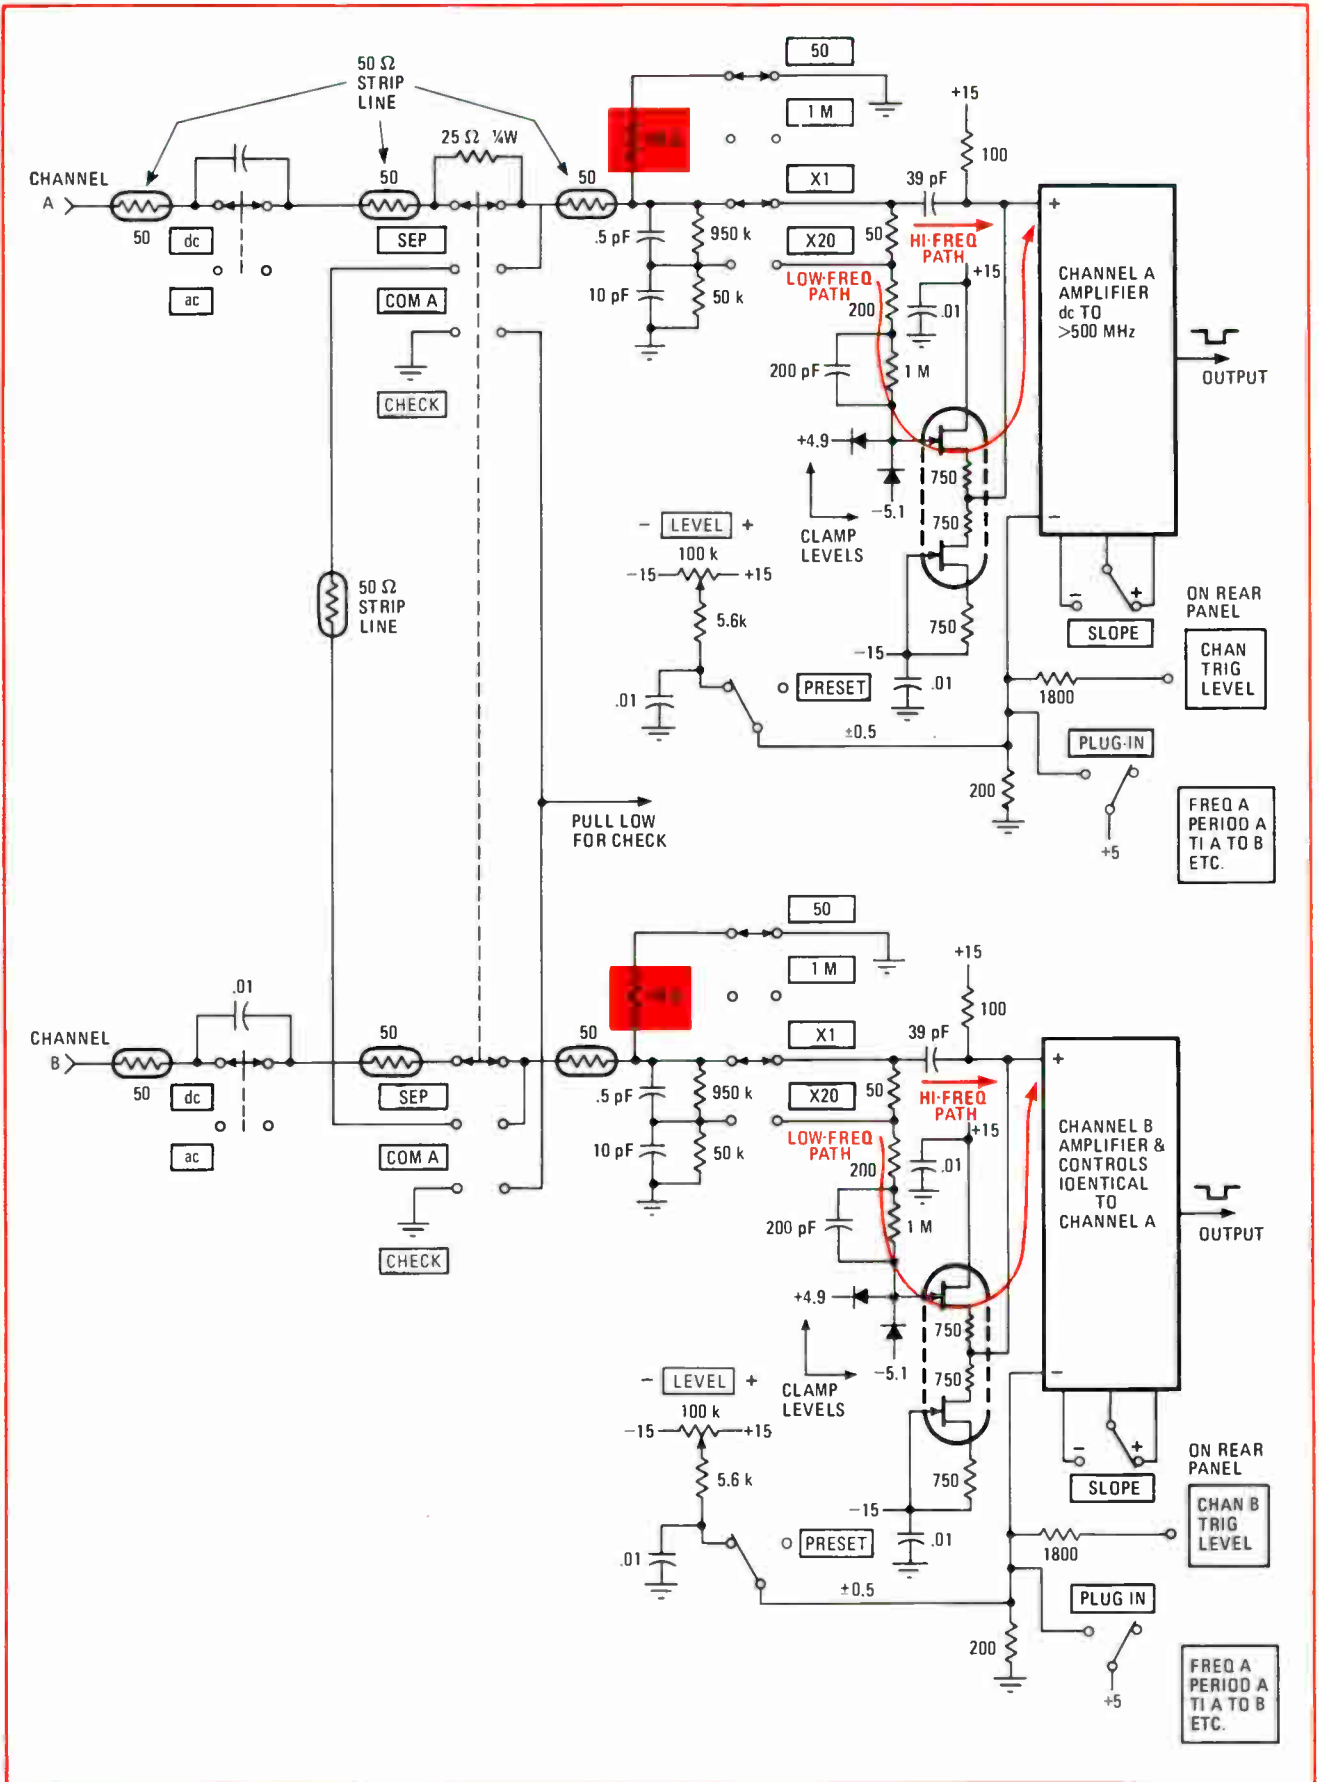 50 Ω
STRIP
LINE
50
25 Ω ¼W
1 M
+15
100
CHANNEL
A
50
50
50
X1
39 pF
+
dc
SEP
.5 pF
950 k
X20
50
HI-FREQ
PATH
ac
COM A
10 pF
50 k
LOW-FREQ
PATH
200
+15
.01
CHANNEL A
AMPLIFIER
dc TO
>500 MHz
CHECK
200 pF
1 M
OUTPUT
+4.9
750
−5.1
CLAMP
LEVELS
750
−
− LEVEL +
100 k
−15
+15
50 Ω
STRIP
LINE
5.6k
750
− +
SLOPE
ON REAR
PANEL
−15
CHAN
TRIG
LEVEL
.01
PRESET
.01
1800
±0.5
PLUG-IN
200
+5
FREQ A
PERIOD A
TI A TO B
ETC.
PULL LOW
FOR CHECK
50
1 M
+15
.01
100
CHANNEL
B
50
50
50
X1
39 pF
+
dc
SEP
.5 pF
950 k
X20
50
HI-FREQ
PATH
ac
COM A
10 pF
50 k
LOW-FREQ
PATH
200
+15
.01
CHANNEL B
AMPLIFIER &
CONTROLS
IDENTICAL
TO
CHANNEL A
CHECK
200 pF
1 M
OUTPUT
+4.9
750
−5.1
CLAMP
LEVELS
750
−
− LEVEL +
100 k
−15
+15
5.6 k
750
− +
SLOPE
ON REAR
PANEL
−15
CHAN B
TRIG
LEVEL
.01
PRESET
.01
1800
±0.5
PLUG IN
200
+5
FREQ A
PERIOD A
TI A TO B
ETC.